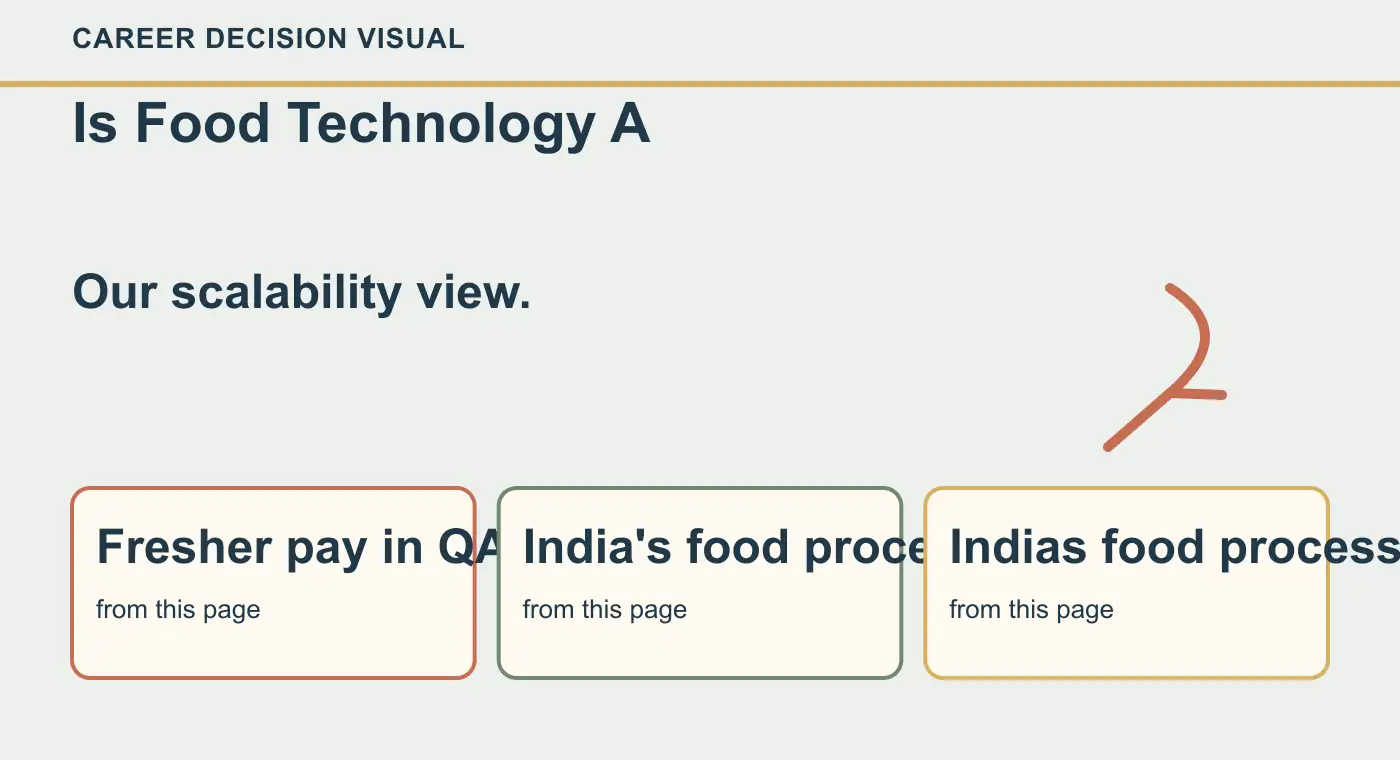 CAREER DECISION VISUAL
Is Food Technology A
Our scalability view.
Fresher pay in QA
from this page
India's food proce
from this page
Indias food process
from this page